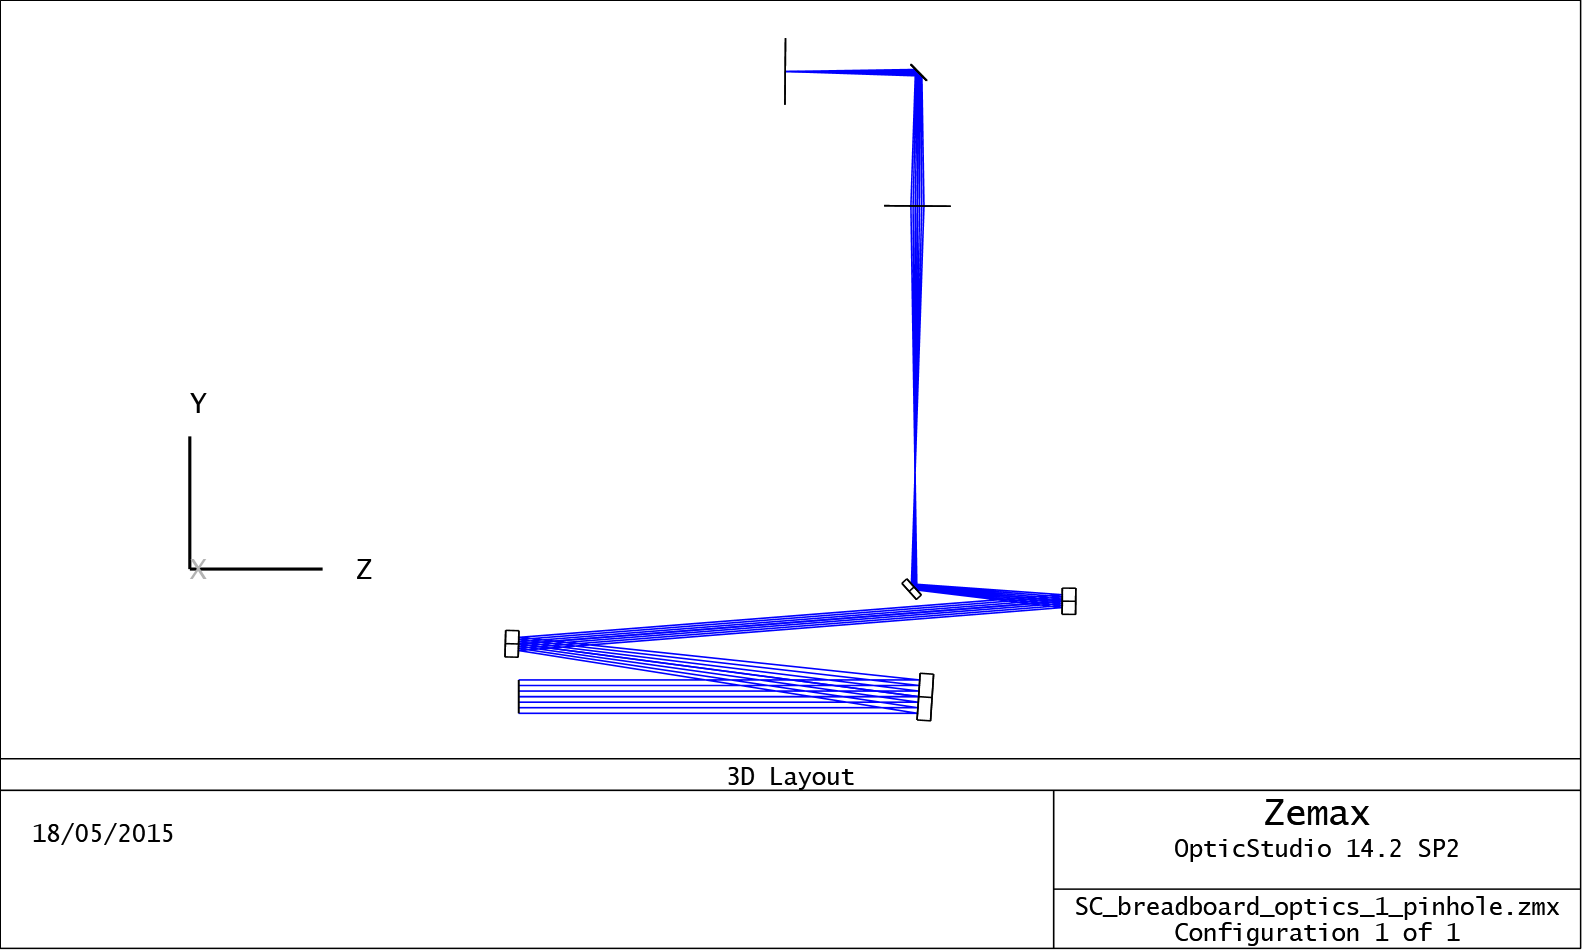 Y
X
Z
3D Layout
18/05/2015
Zemax
OpticStudio 14.2 SP2
SC_breadboard_optics_1_pinhole.zmx
Configuration 1 of 1